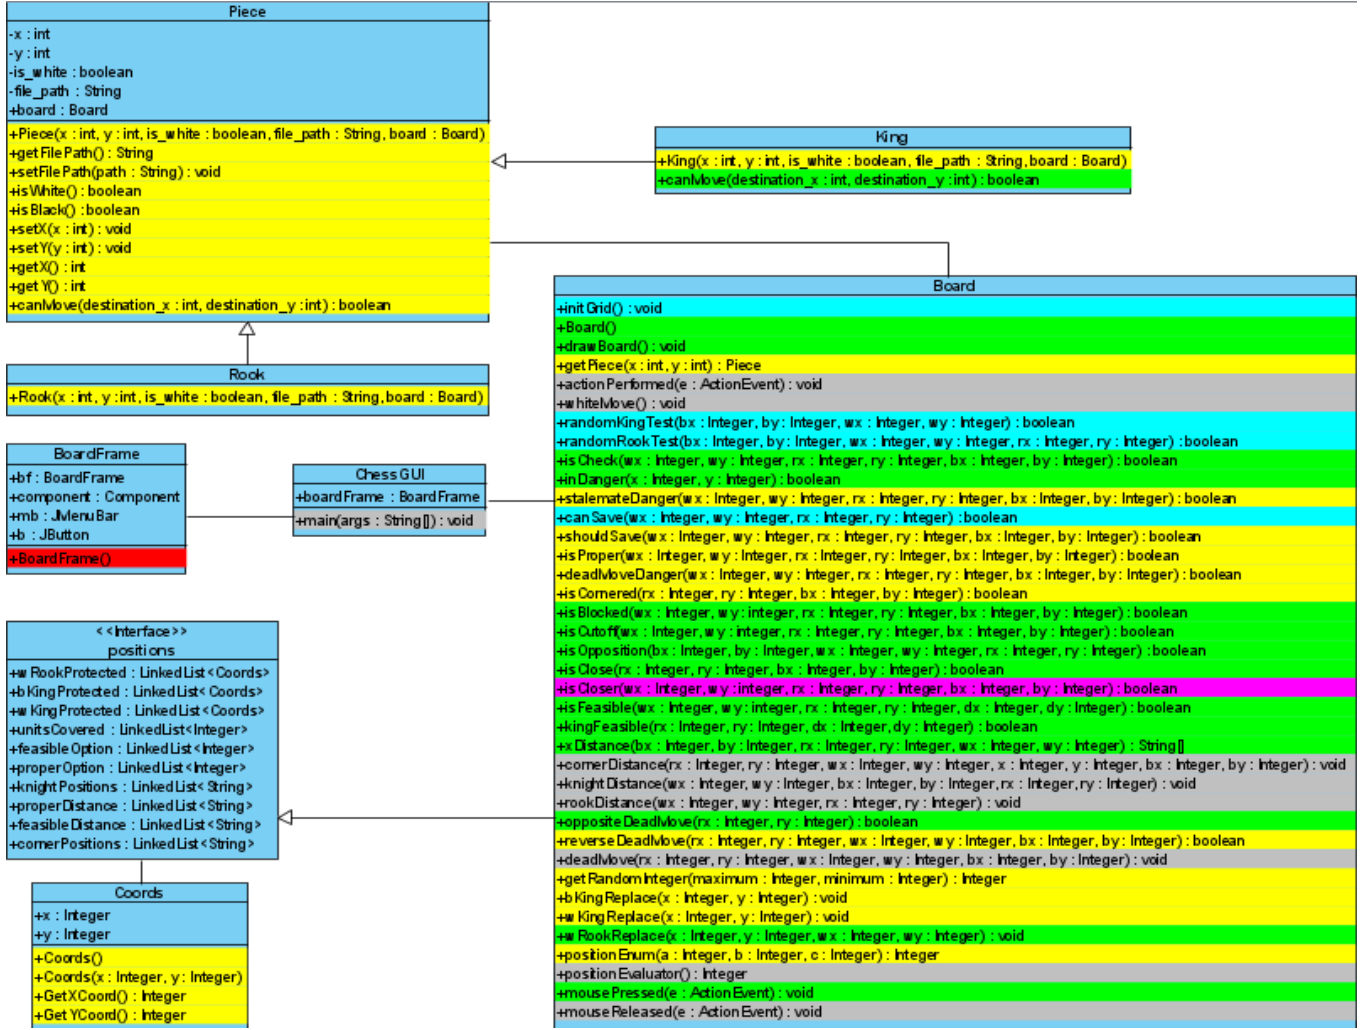 Piece
-x : int
-y : int
-is_white : boolean
-file_path : String
+board : Board
+Piece(x : int, y : int, is_white : boolean, file_path : String, board : Board)
+getFilePath() : String
+setFilePath(path : String) : void
+isWhite() : boolean
+isBlack() : boolean
+setX(x : int) : void
+setY(y : int) : void
+getX() : int
+getY() : int
+canMove(destination_x : int, destination_y : int) : boolean
King
+King(x : int, y : int, is_white : boolean, file_path : String, board : Board)
+canMove(destination_x : int, destination_y : int) : boolean
Rook
+Rook(x : int, y : int, is_white : boolean, file_path : String, board : Board)
BoardFrame
+bf : BoardFrame
+component : Component
+mb : JMenuBar
+b : JButton
+BoardFrame()
ChessGUI
+boardFrame : BoardFrame
+main(args : String[]) : void
<<Interface>>
positions
+wRookProtected : LinkedList<Coords>
+bKingProtected : LinkedList<Coords>
+wKingProtected : LinkedList<Coords>
+unitsCovered : LinkedList<Integer>
+feasibleOption : LinkedList<Integer>
+properOption : LinkedList<Integer>
+knightPositions : LinkedList<String>
+properDistance : LinkedList<String>
+feasibleDistance : LinkedList<String>
+cornerPositions : LinkedList<String>
Coords
+x : Integer
+y : Integer
+Coords()
+Coords(x : Integer, y : Integer)
+GetXCoord() : Integer
+GetYCoord() : Integer
Board
+initGrid() : void
+Board()
+drawBoard() : void
+getPiece(x : int, y : int) : Piece
+actionPerformed(e : ActionEvent) : void
+whiteMove() : void
+randomKingTest(bx : Integer, by : Integer, wx : Integer, wy : Integer) : boolean
+randomRookTest(bx : Integer, by : Integer, wx : Integer, wy : Integer, rx : Integer, ry : Integer) : boolean
+isCheck(wx : Integer, wy : Integer, rx : Integer, ry : Integer, bx : Integer, by : Integer) : boolean
+inDanger(x : Integer, y : Integer) : boolean
+stalemateDanger(wx : Integer, wy : Integer, rx : Integer, ry : Integer, bx : Integer, by : Integer) : boolean
+canSave(wx : Integer, wy : Integer, rx : Integer, ry : Integer) : boolean
+shouldSave(wx : Integer, wy : Integer, rx : Integer, ry : Integer, bx : Integer, by : Integer) : boolean
+isProper(wx : Integer, wy : Integer, rx : Integer, ry : Integer, bx : Integer, by : Integer) : boolean
+deadMoveDanger(wx : Integer, wy : Integer, rx : Integer, ry : Integer, bx : Integer, by : Integer) : boolean
+isCornered(rx : Integer, ry : Integer, bx : Integer, by : Integer) : boolean
+isBlocked(wx : Integer, wy : integer, rx : Integer, ry : Integer, bx : Integer, by : Integer) : boolean
+isCutoff(wx : Integer, wy : integer, rx : Integer, ry : Integer, bx : Integer, by : Integer) : boolean
+isOpposition(bx : Integer, by : Integer, wx : Integer, wx : Integer, rx : Integer, ry : integer) : boolean
+isClose(rx : Integer, ry : Integer, bx : Integer, by : Integer) : boolean
+isCloser(wx : Integer, wy : integer, rx : Integer, ry : Integer, bx : Integer, by : Integer) : boolean
+isFeasible(wx : Integer, wy : integer, rx : Integer, ry : Integer, dx : Integer, dy : Integer) : boolean
+kingFeasible(rx : Integer, ry : Integer, dx : Integer, dy : Integer) : boolean
+xDistance(bx : Integer, by : Integer, rx : Integer, ry : Integer, wx : Integer, wy : Integer) : String[]
+cornerDistance(rx : Integer, ry : Integer, wx : Integer, wy : Integer, x : Integer, y : Integer, bx : Integer, by : Integer) : void
+knightDistance(wx : Integer, wy : Integer, bx : Integer, by : Integer, rx : Integer, ry : Integer) : void
+rookDistance(wx : Integer, wy : Integer, rx : Integer, ry : Integer) : void
+oppositeDeadMove(rx : Integer, ry : Integer) : boolean
+reverseDeadMove(rx : Integer, ry : Integer, wx : Integer, wy : Integer, bx : Integer, by : Integer) : boolean
+deadMove(rx : Integer, ry : Integer, wx : Integer, wy : Integer, bx : Integer, by : Integer) : void
+getRandomInteger(maximum : Integer, minimum : Integer) : Integer
+bKingReplace(x : Integer, y : Integer) : void
+wKingReplace(x : Integer, y : Integer) : void
+wRookReplace(x : Integer, y : Integer, wx : Integer, wy : Integer) : void
+positionEnum(a : Integer, b : Integer, c : Integer) : Integer
+positionEvaluator() : Integer
+mousePressed(e : ActionEvent) : void
+mouseReleased(e : ActionEvent) : void